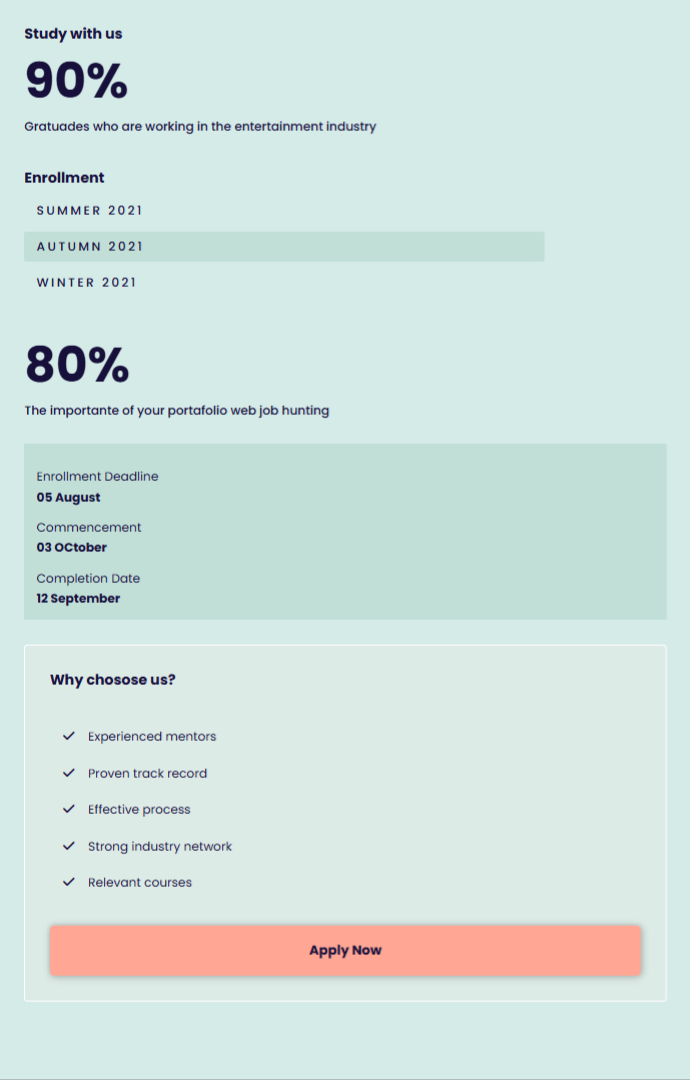 Study with us
90%
Gratuades who are working in the entertainment industry
Enrollment
SUMMER 2021
AUTUMN 2021
WINTER 2021
80%
The importante of your portafolio web job hunting
Enrollment Deadline
05 August
Commencement
03 OCtober
Completion Date
12 September
Why chosose us?
Experienced mentors
Proven track record
Effective process
Strong industry network
Relevant courses
Apply Now